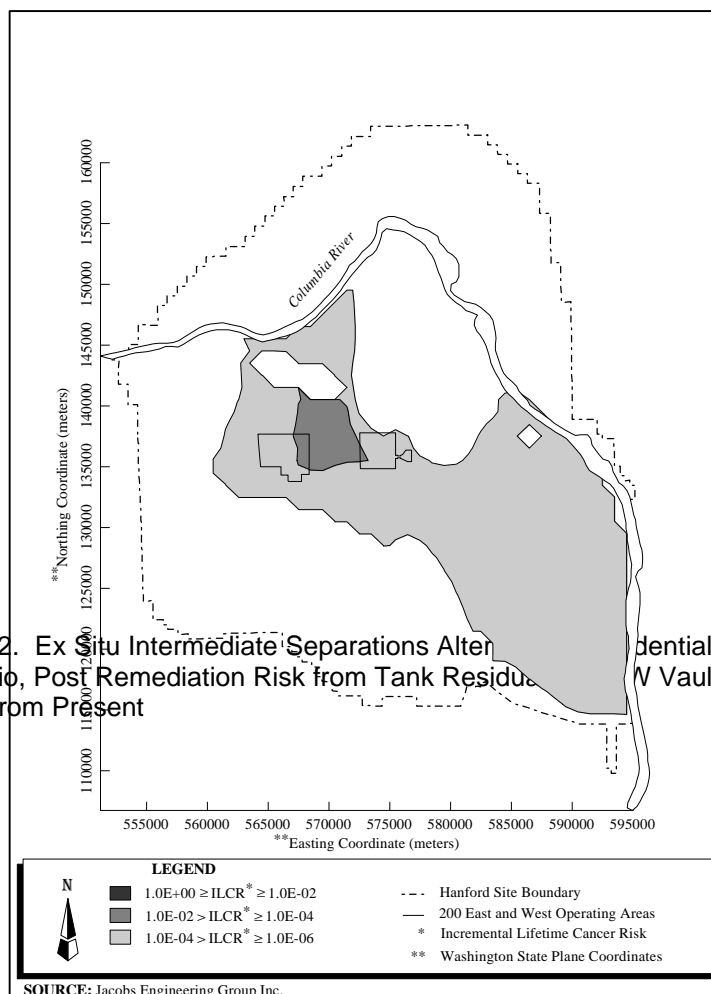 160000
155000
150000
145000
140000
135000
130000
125000
120000
115000
110000
**Northing Coordinate (meters)
Columbia River
2. Ex Situ Intermediate Separations Alter dential
io, Post Remediation Risk from Tank Residua W Vaul
rom Present
555000 560000 565000 570000 575000 580000 585000 590000 595000
**Easting Coordinate (meters)
LEGEND
N
1.0E+00 ≥ ILCR* ≥ 1.0E-02
1.0E-02 > ILCR* ≥ 1.0E-04
1.0E-04 > ILCR* ≥ 1.0E-06
Hanford Site Boundary
200 East and West Operating Areas
* Incremental Lifetime Cancer Risk
** Washington State Plane Coordinates
SOURCE: Jacobs Engineering Group Inc.